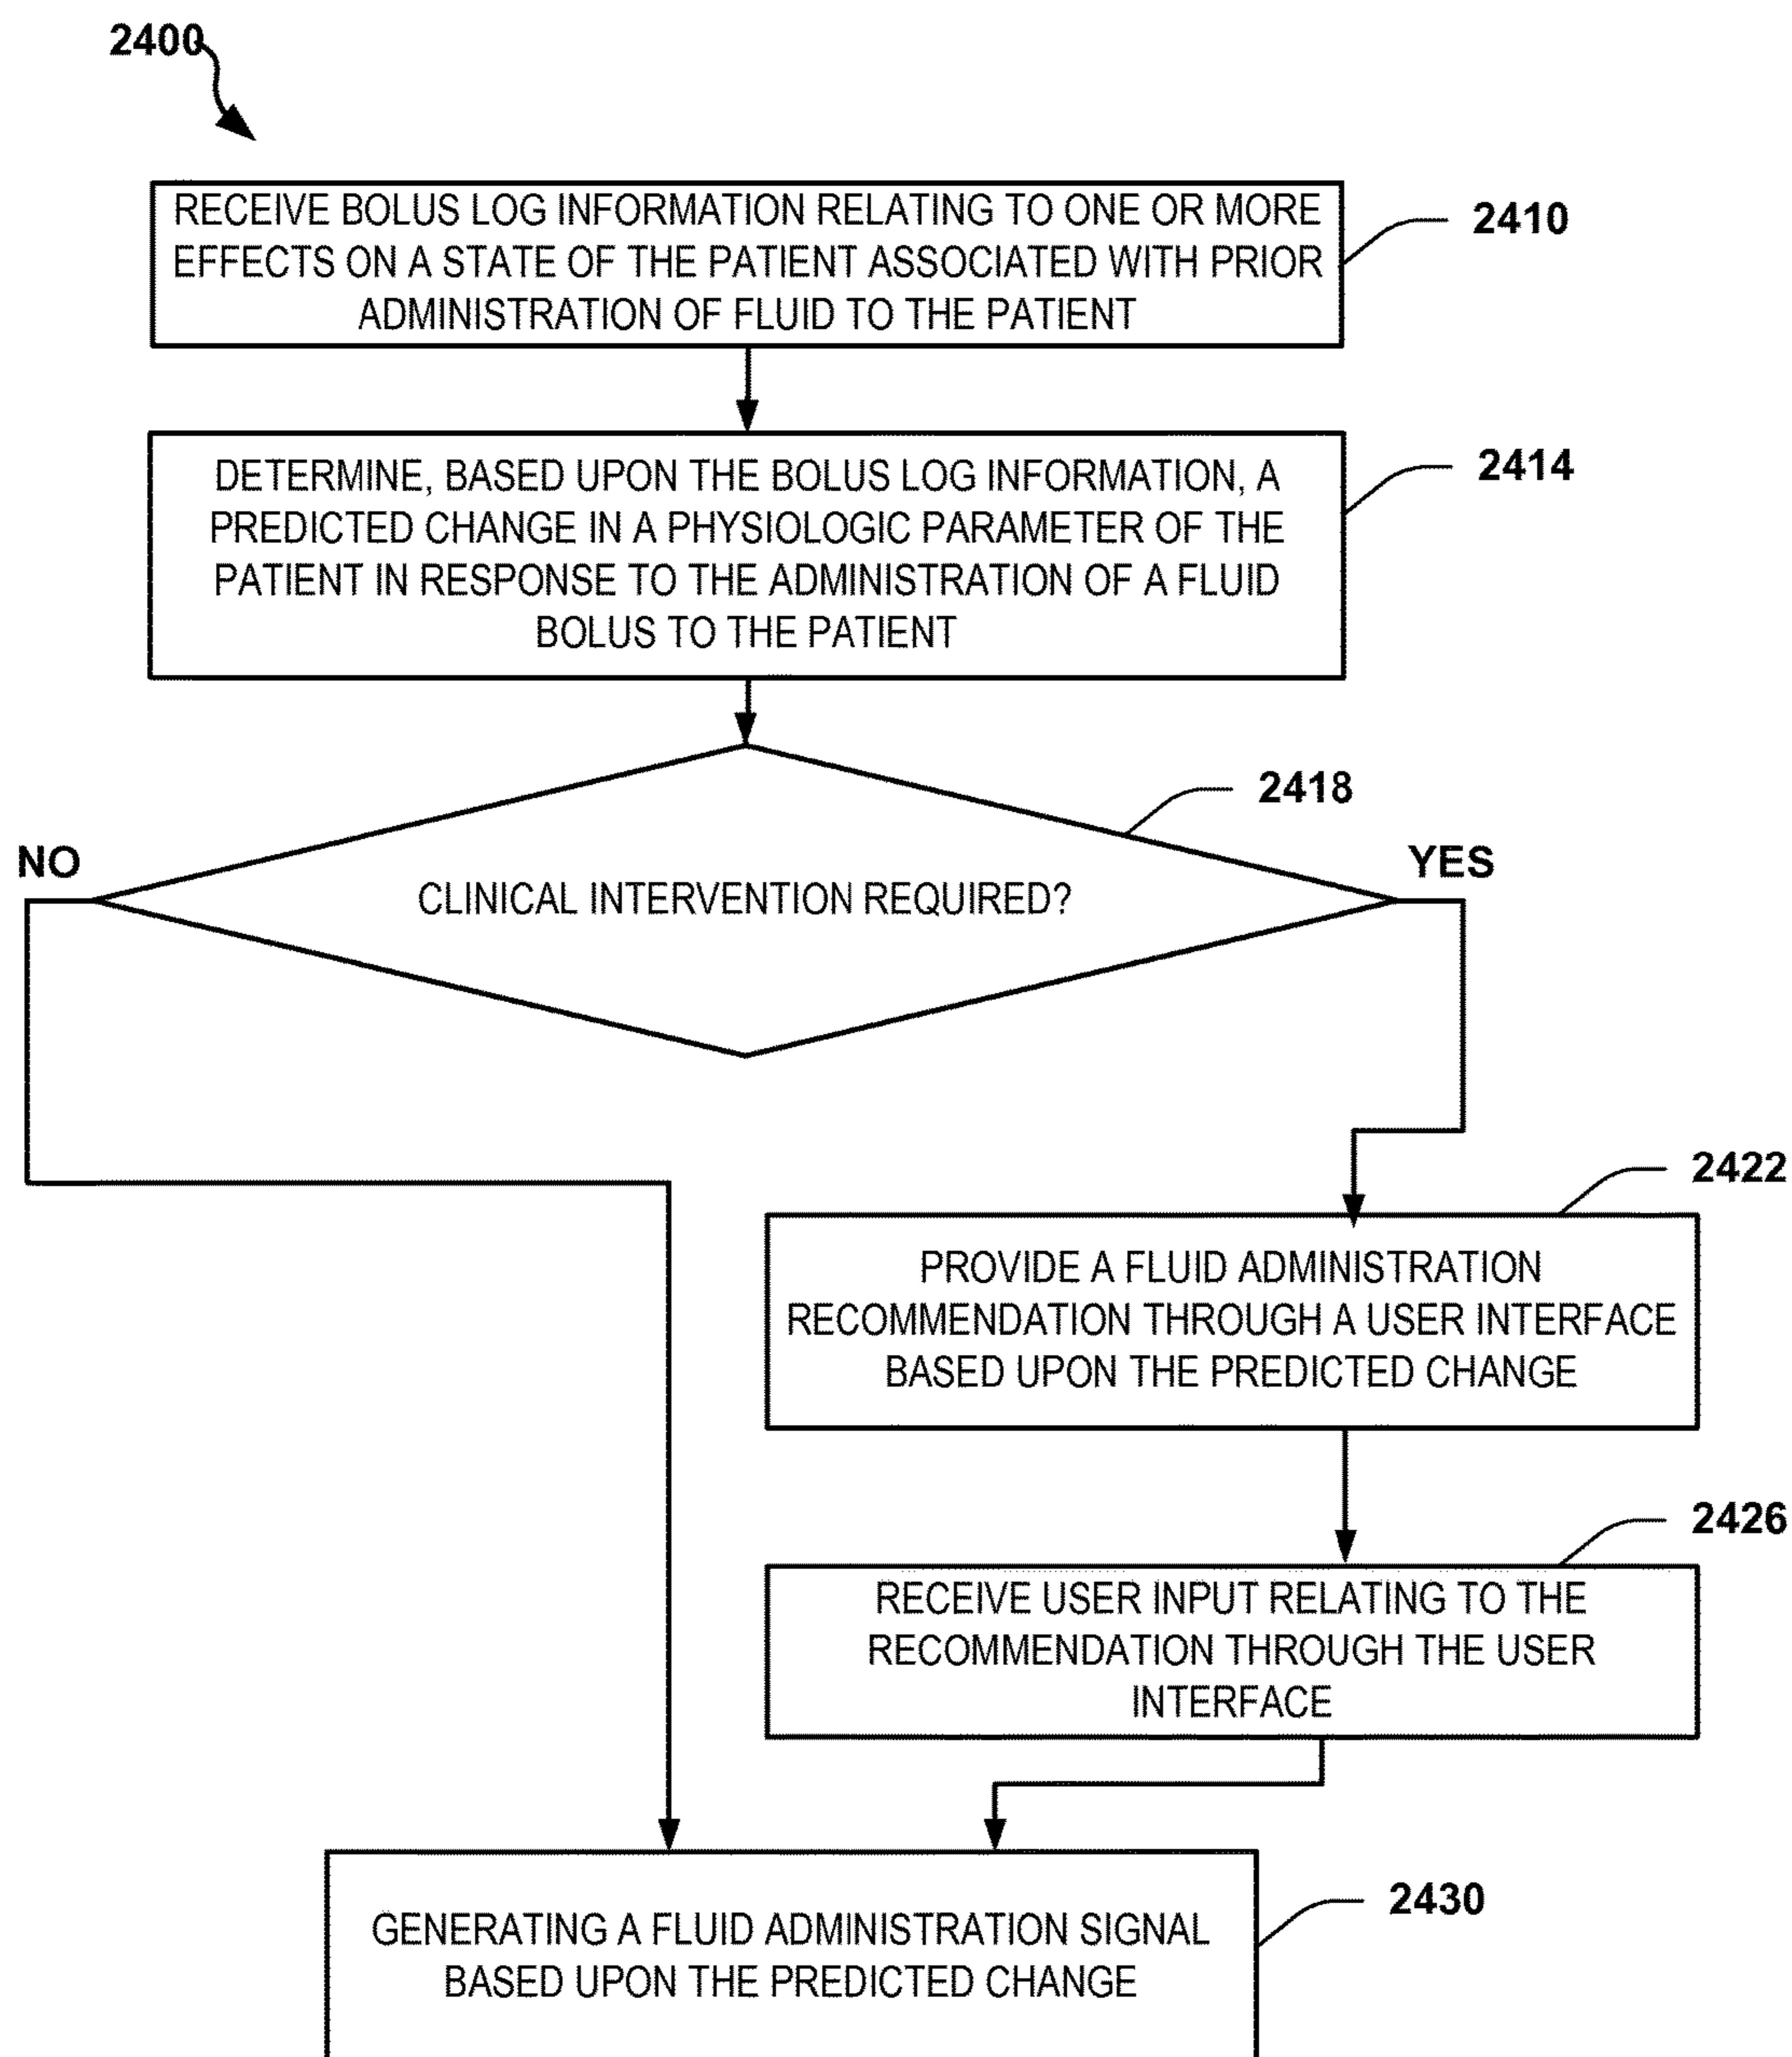 2400
RECEIVE BOLUS LOG INFORMATION RELATING TO ONE OR MORE
EFFECTS ON A STATE OF THE PATIENT ASSOCIATED WITH PRIOR
ADMINISTRATION OF FLUID TO THE PATIENT
2410
DETERMINE, BASED UPON THE BOLUS LOG INFORMATION, A
PREDICTED CHANGE IN A PHYSIOLOGIC PARAMETER OF THE
PATIENT IN RESPONSE TO THE ADMINISTRATION OF A FLUID
BOLUS TO THE PATIENT
2414
2418
NO
CLINICAL INTERVENTION REQUIRED?
YES
2422
PROVIDE A FLUID ADMINISTRATION
RECOMMENDATION THROUGH A USER INTERFACE
BASED UPON THE PREDICTED CHANGE
2426
RECEIVE USER INPUT RELATING TO THE
RECOMMENDATION THROUGH THE USER
INTERFACE
2430
GENERATING A FLUID ADMINISTRATION SIGNAL
BASED UPON THE PREDICTED CHANGE